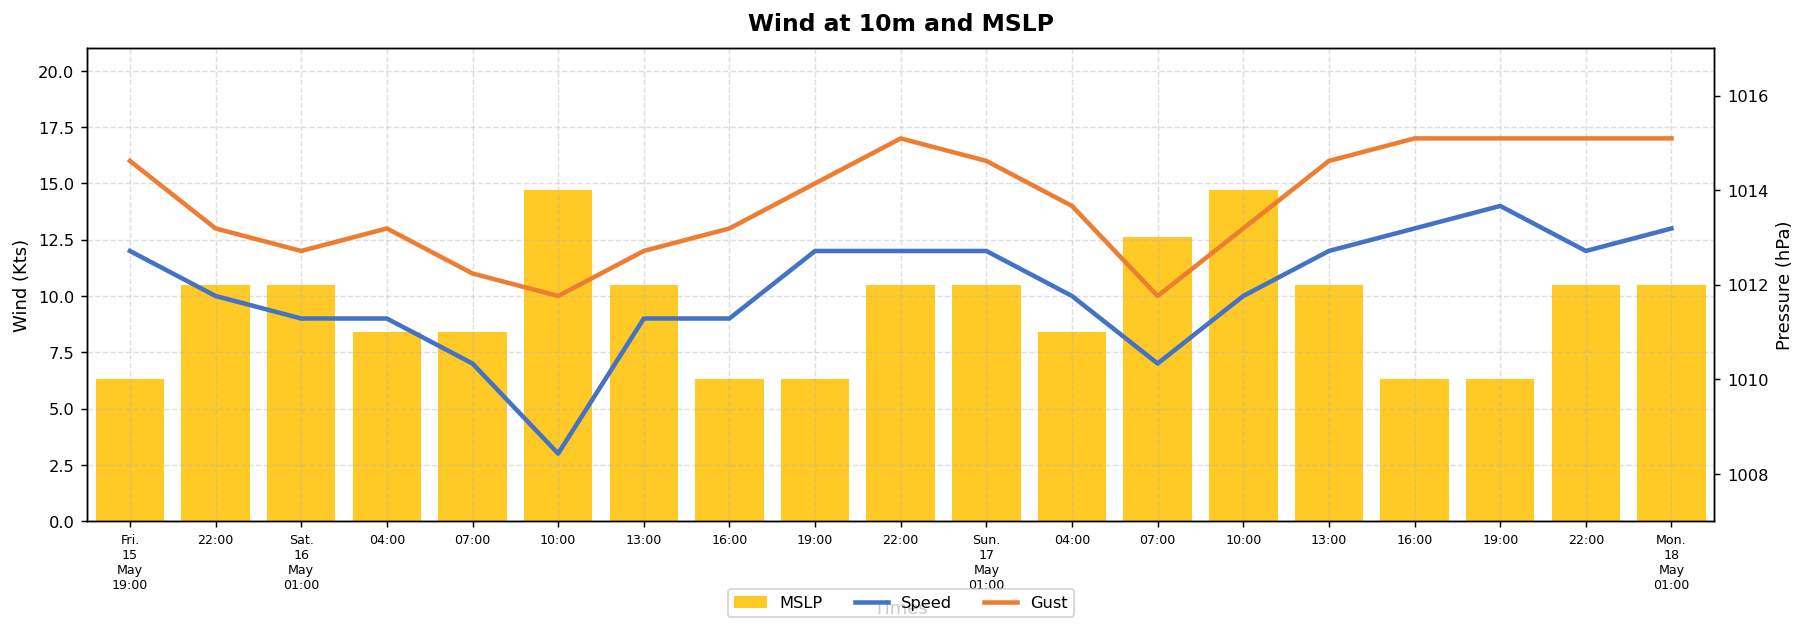 Wind at 10m and MSLP
20.0
17.5
15.0
12.5
10.0
7.5
5.0
2.5
0.0
Wind (Kts)
1016
1014
1012
1010
1008
Pressure (hPa)
Fri.
15
May
19:00
22:00
Sat.
16
May
01:00
04:00
07:00
10:00
13:00
16:00
19:00
22:00
Sun.
17
May
01:00
04:00
07:00
10:00
13:00
16:00
19:00
22:00
Mon.
18
May
01:00
Times
MSLP
Speed
Gust